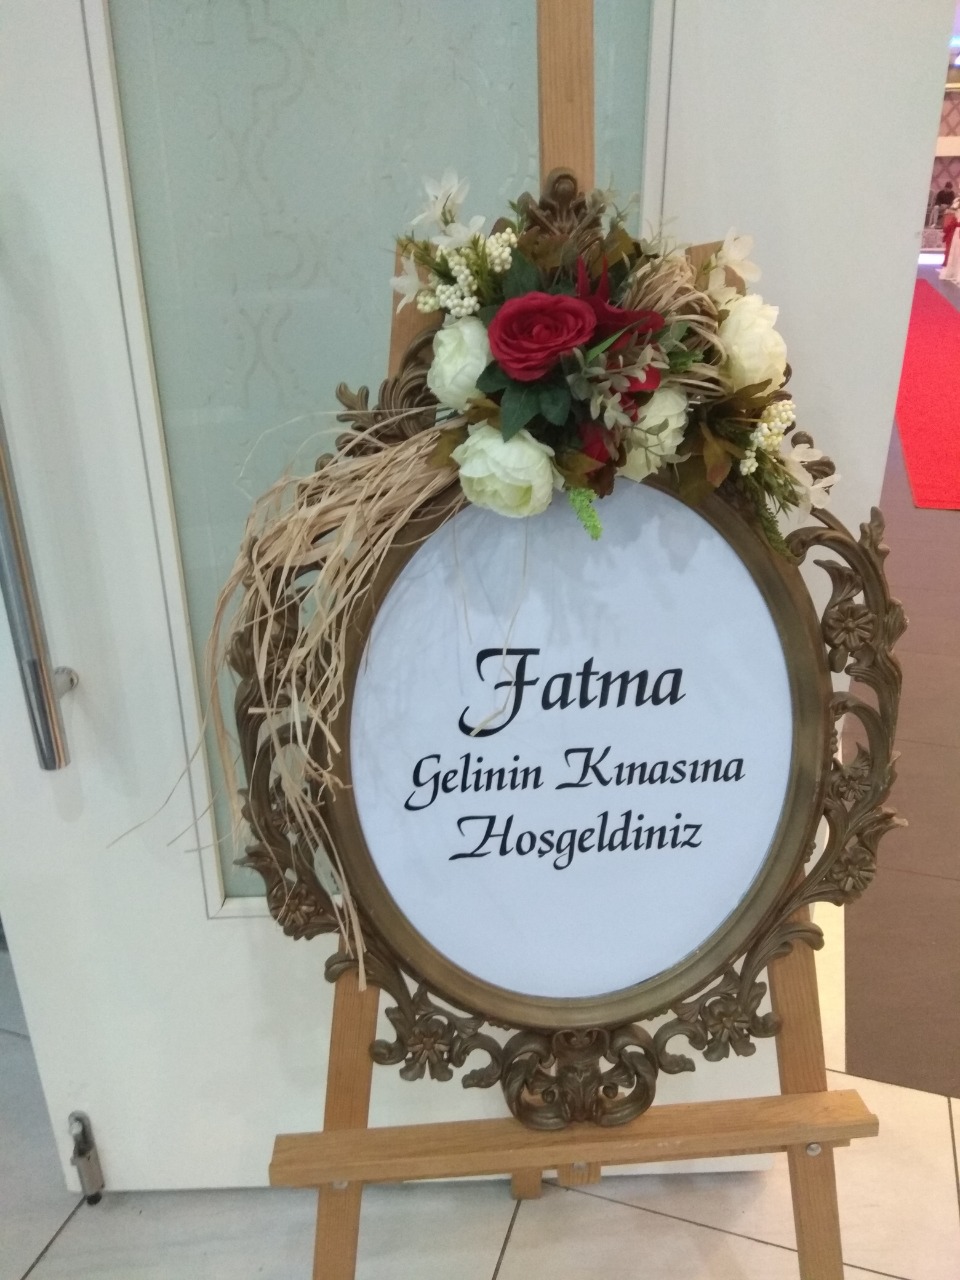 Fatma
Gelinin Kınasına
Hoşgeldiniz